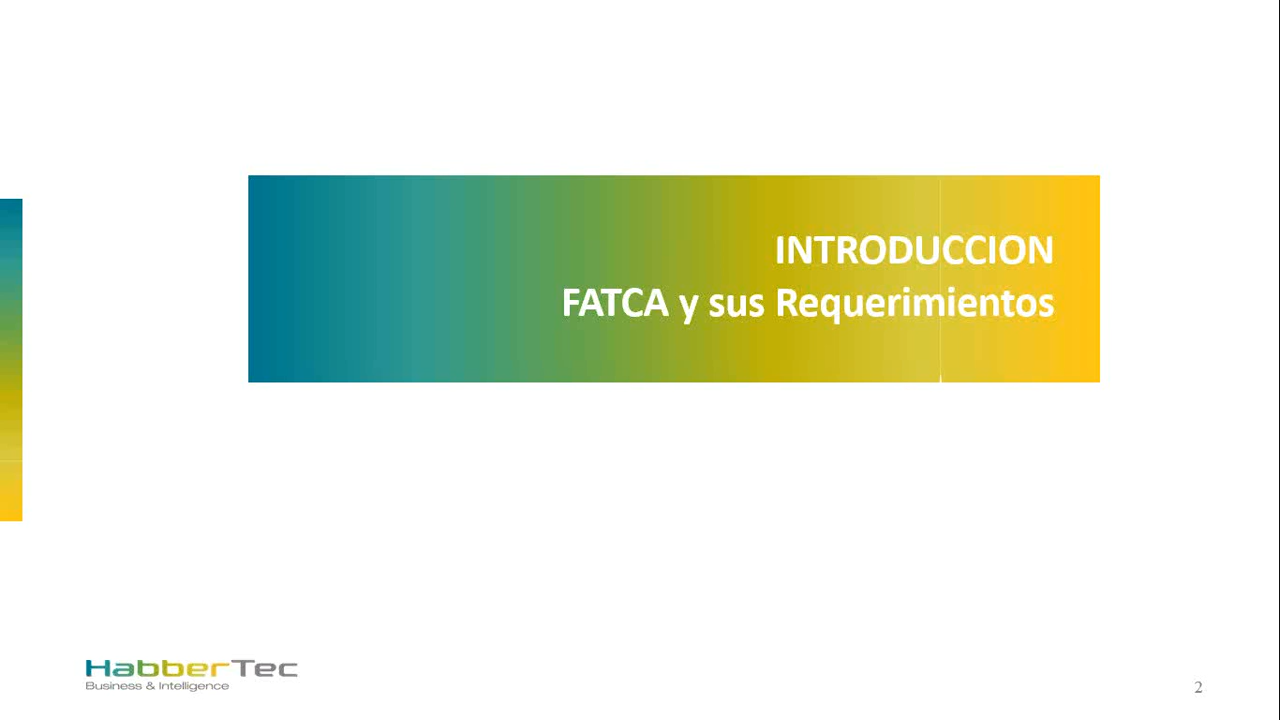 INTRODUCCION
FATCA y sus Requerimientos
HabberTec
Business & Intelligence
2